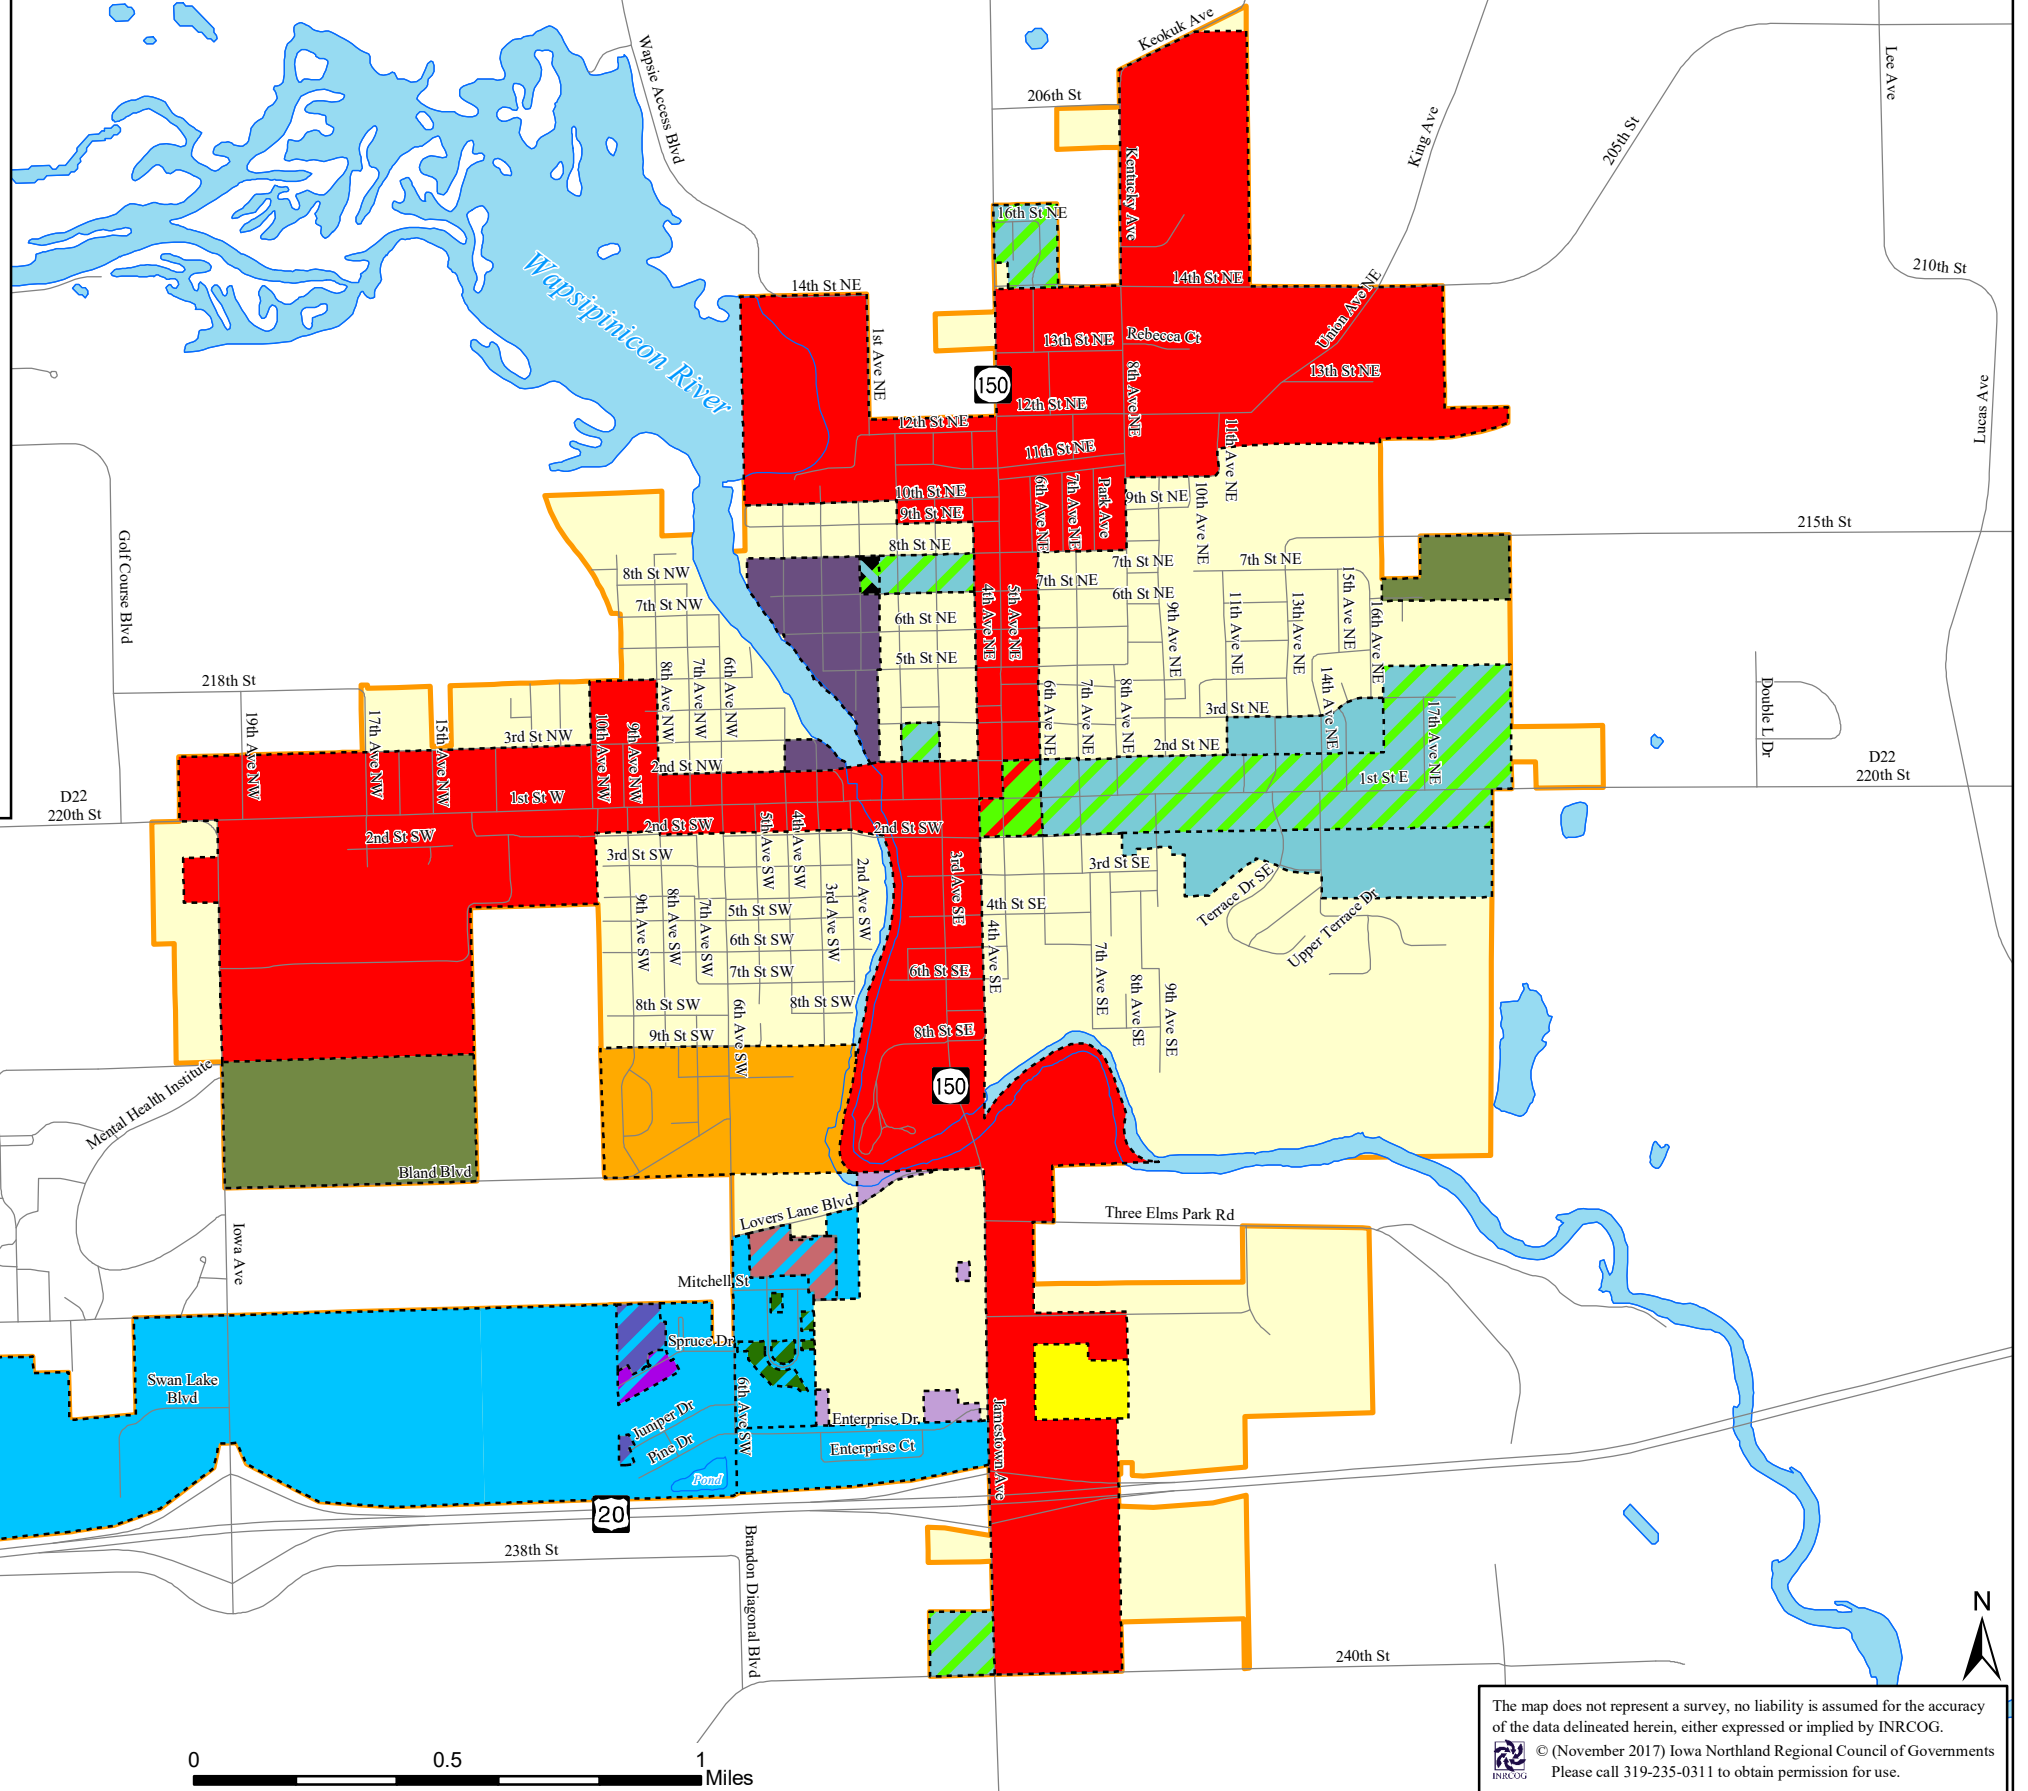 Keokuk Ave
Wapsie Access Blvd
Lee Ave
206th St
King Ave
205th St
Kentucky Ave
16th St NE
Wapsipinicon River
14th St NE
14th St NE
210th St
Union Ave NE
1st Ave NE
13th St NE
Rebecca Ct
13th St NE
150
8th Ave NE
12th St NE
12th St NE
Lucas Ave
11th St NE
11th Ave NE
10th St NE
9th St NE
6th Ave NE
7th Ave NE
Park Ave
9th St NE
10th Ave NE
215th St
Golf Course Blvd
8th St NE
7th St NE
7th St NE
7th St NE
8th St NW
7th St NW
6th St NE
6th St NE
4th Ave NE
5th Ave NE
9th Ave NE
11th Ave NE
13th Ave NE
15th Ave NE
16th Ave NE
5th St NE
218th St
8th Ave NW
7th Ave NW
6th Ave NW
6th Ave NE
7th Ave NE
8th Ave NE
14th Ave NE
17th Ave NE
Double L Dr
3rd St NE
19th Ave NW
17th Ave NW
15th Ave NW
3rd St NW
10th Ave NW
9th Ave NW
2nd St NE
2nd St NW
1st St E
D22
220th St
D22
220th St
1st St W
2nd St SW
2nd St SW
2nd St SW
5th Ave SW
4th Ave SW
3rd St SW
3rd St SE
2nd Ave SW
3rd Ave SE
3rd Ave SW
9th Ave SW
8th Ave SW
7th Ave SW
5th St SW
4th St SE
Terrace Dr SE
Upper Terrace Dr
6th St SW
4th Ave SE
7th St SW
6th St SE
7th Ave SE
8th Ave SE
9th Ave SE
8th St SW
8th St SW
6th Ave SW
9th St SW
8th St SE
Mental Health Institute
150
Bland Blvd
Lovers Lane Blvd
Three Elms Park Rd
Iowa Ave
Mitchell St
Spruce Dr
Swan Lake
Blvd
6th Ave SW
Juniper Dr
Pine Dr
Enterprise Dr
Enterprise Ct
Jamestown Ave
Pond
20
238th St
Brandon Diagonal Blvd
240th St
N
0 0.5 1
Miles
The map does not represent a survey, no liability is assumed for the accuracy
of the data delineated herein, either expressed or implied by INRCOG.
INRCOG
© (November 2017) Iowa Northland Regional Council of Governments
Please call 319-235-0311 to obtain permission for use.